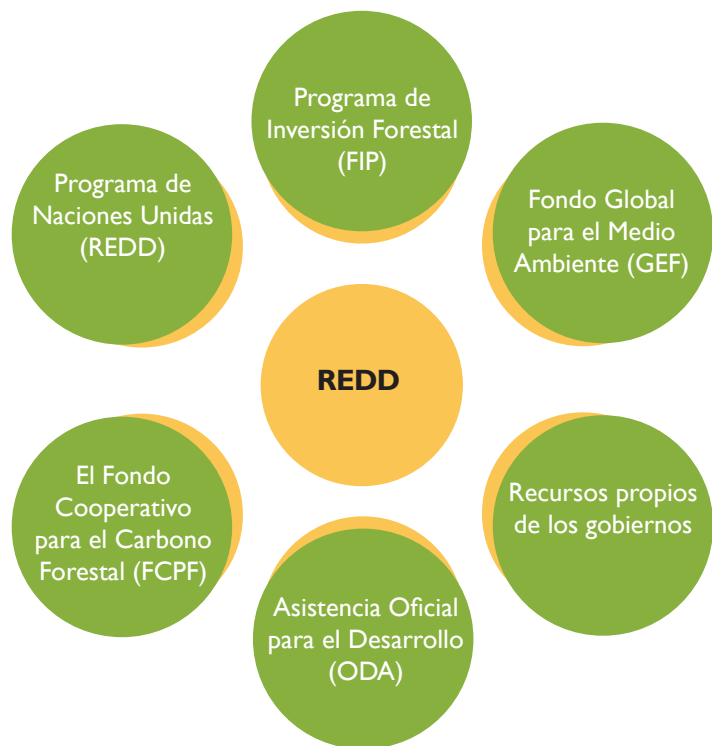 Programa de
Inversión Forestal
(FIP)
Programa de
Naciones Unidas
(REDD)
Fondo Global
para el Medio
Ambiente (GEF)
REDD
El Fondo
Cooperativo
para el Carbono
Forestal (FCPF)
Recursos propios
de los gobiernos
Asistencia Oficial
para el Desarrollo
(ODA)